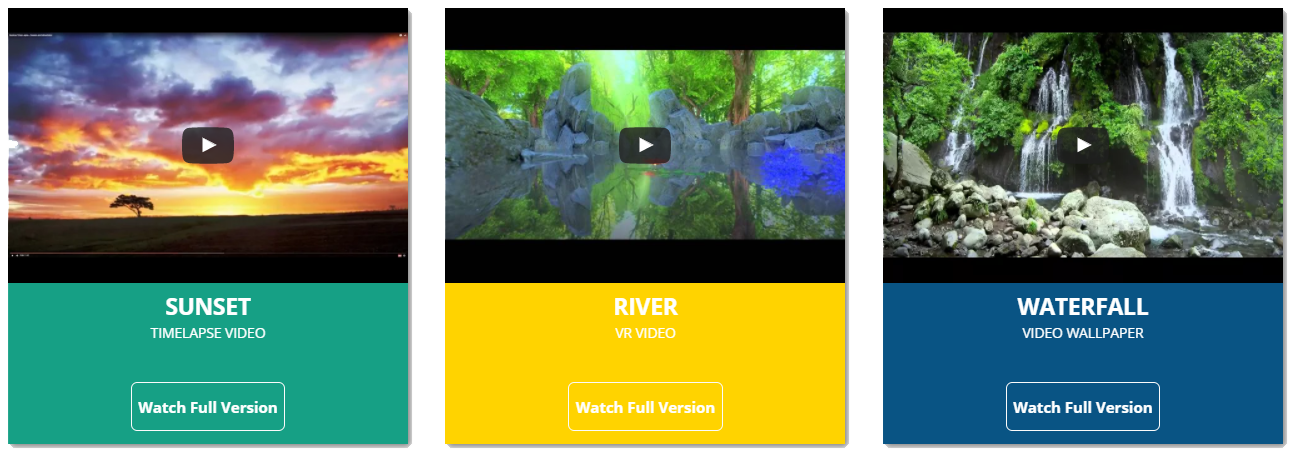 SUNSET
TIMELAPSE VIDEO
Watch Full Version
RIVER
VR VIDEO
Watch Full Version
WATERFALL
VIDEO WALLPAPER
Watch Full Version